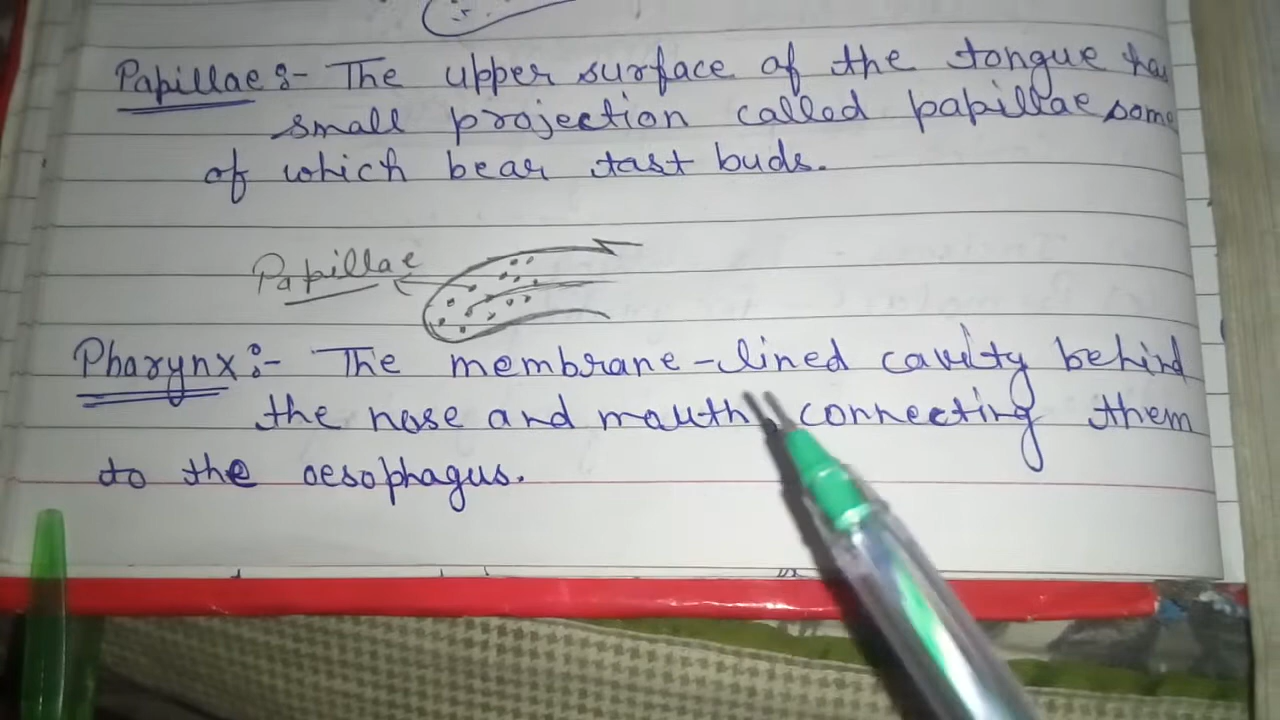 Papillae :- The upper surface of the tongue has
small projection called papillae some
of which bear tast buds.
Papillae
Pharynx :- The membrane-lined cavity behind
the nose and mouth, connecting them
to the oesophagus.